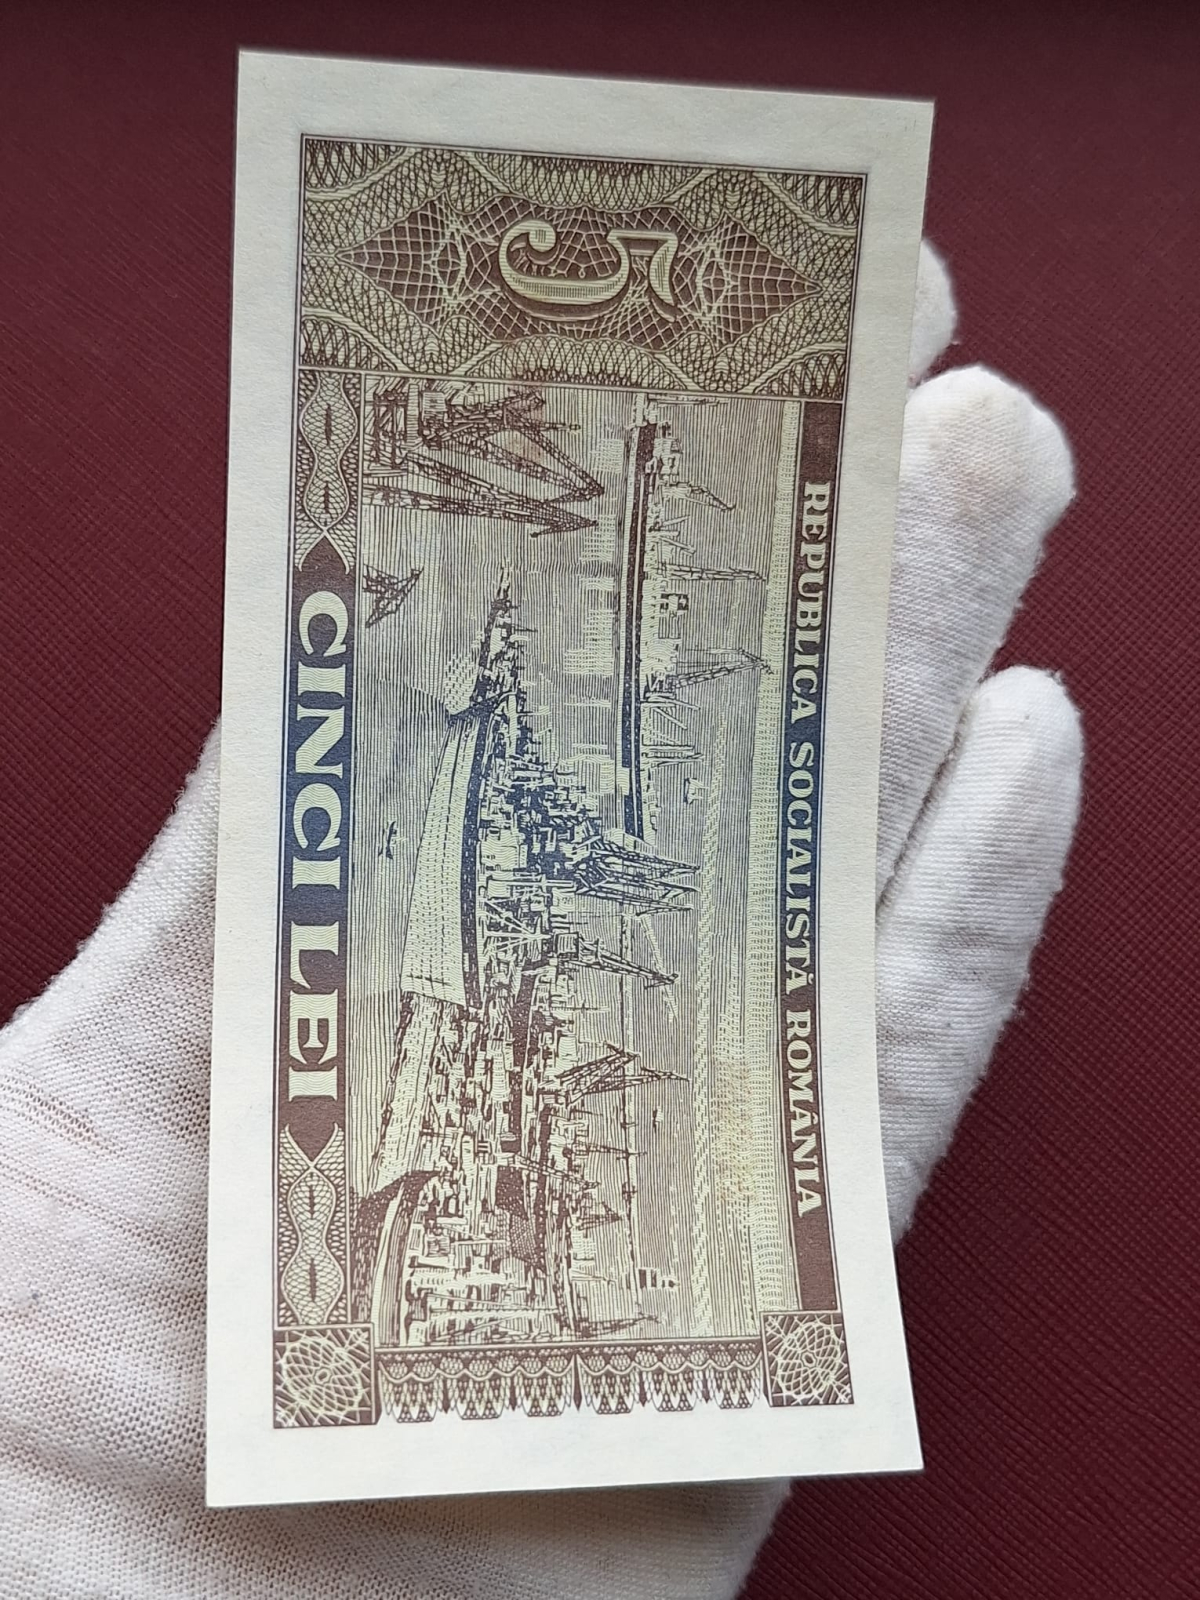 REPUBLICA SOCIALISTĂ ROMÂNIA
5
CINCI LEI